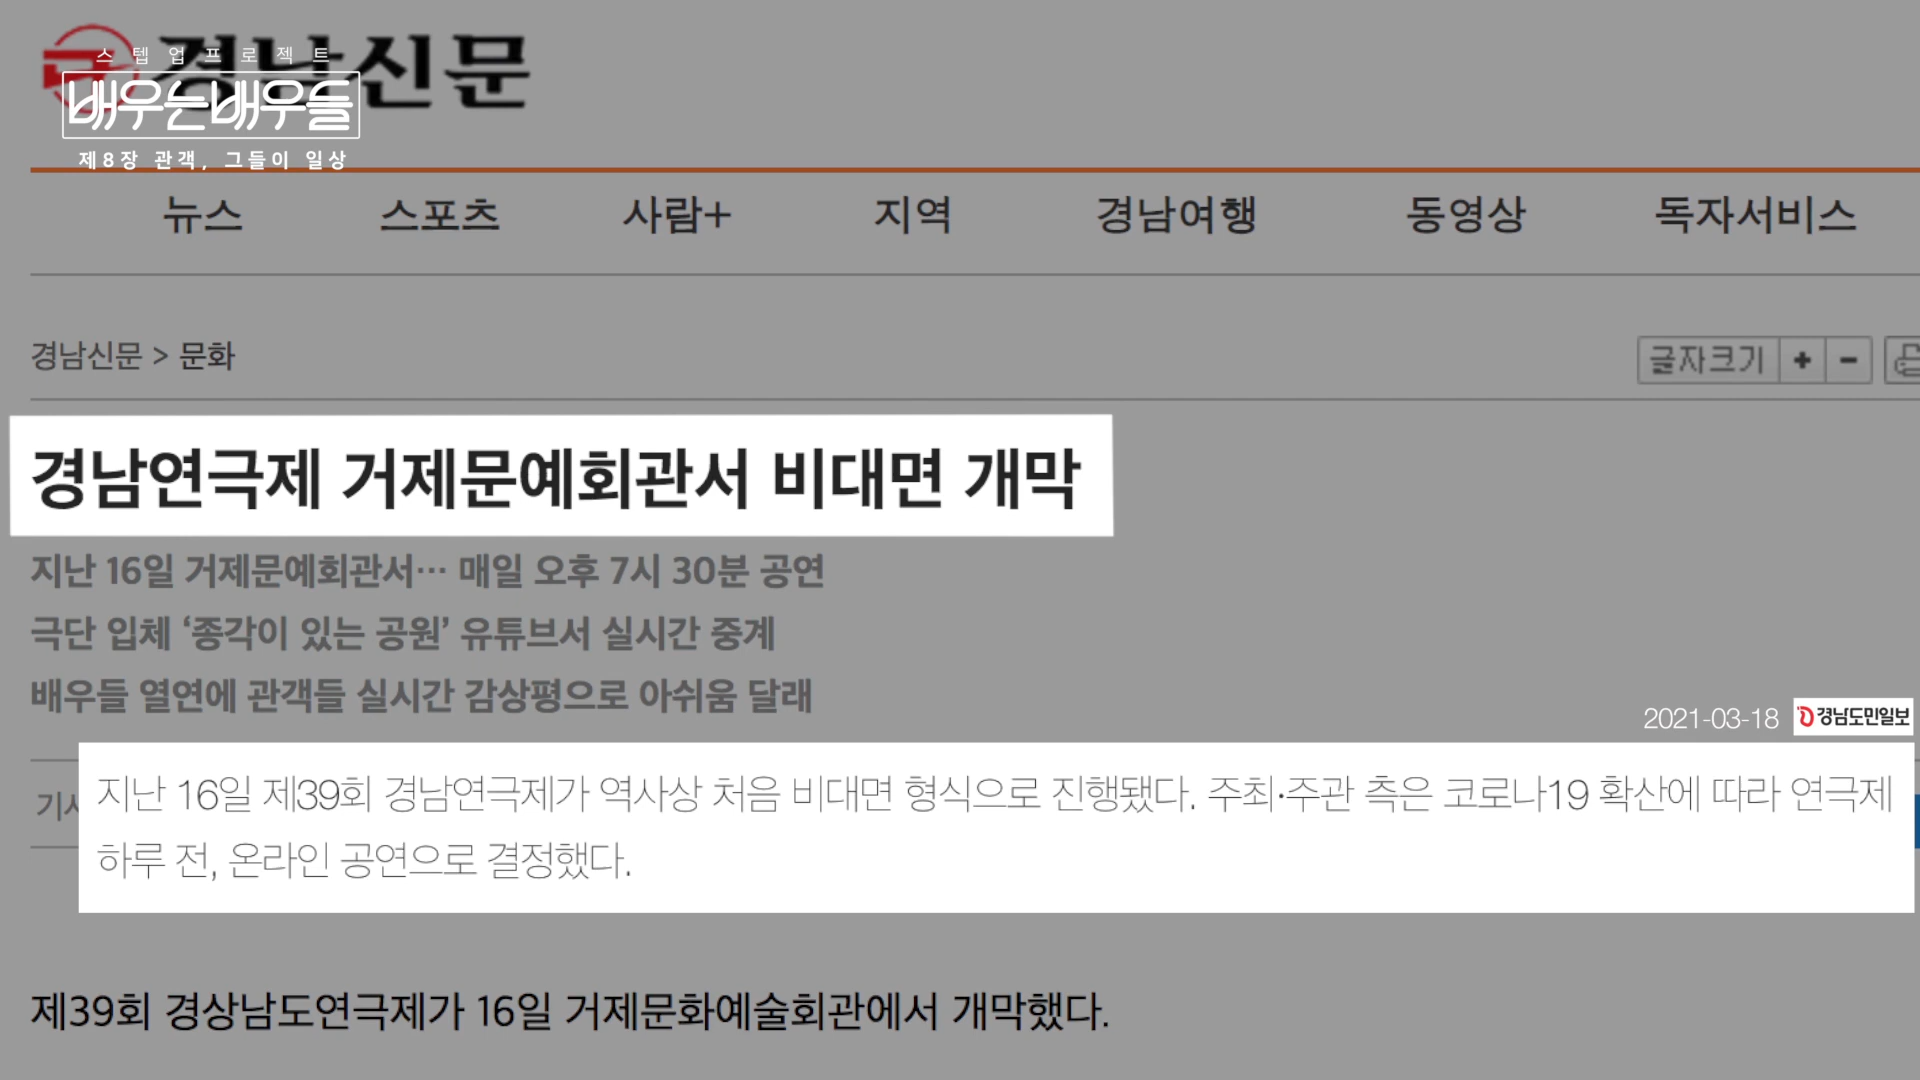 스텝업프로젝트
경남신문
배우는배우들
제8장 관객, 그들이 일상
뉴스 스포츠 사람+ 지역 경남여행 동영상 독자서비스
경남신문 > 문화
글자크기 + -
경남연극제 거제문예회관서 비대면 개막
지난 16일 거제문예회관서… 매일 오후 7시 30분 공연
극단 입체 ‘종각이 있는 공원’ 유튜브서 실시간 중계
배우들 열연에 관객들 실시간 감상평으로 아쉬움 달래
2021-03-18 경남도민일보
기사
지난 16일 제39회 경남연극제가 역사상 처음 비대면 형식으로 진행됐다. 주최·주관 측은 코로나19 확산에 따라 연극제
하루 전, 온라인 공연으로 결정했다.
제39회 경상남도연극제가 16일 거제문화예술회관에서 개막했다.